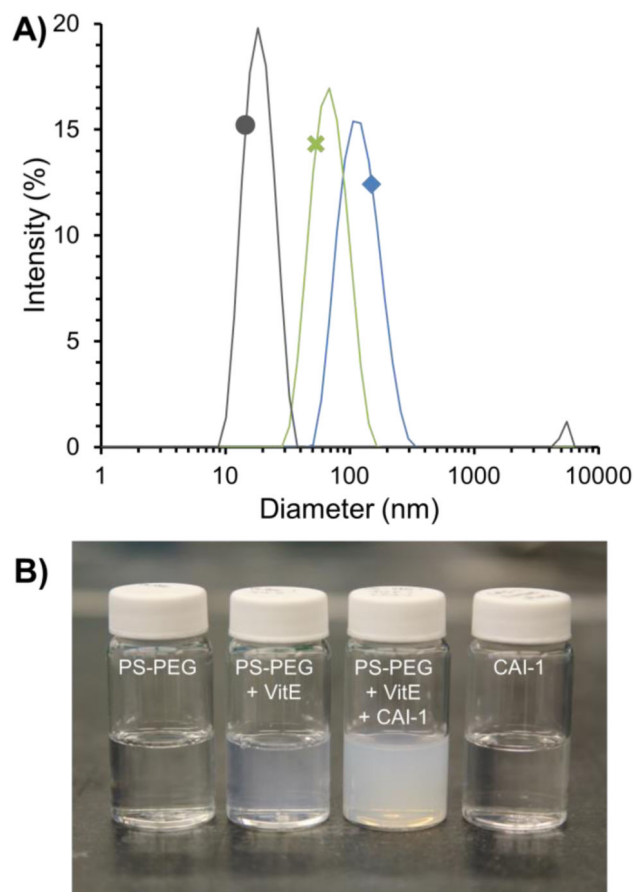 A)
20
15
10
5
0
Intensity (%)
1
10
100
1000
10000
Diameter (nm)
B)
PS-PEG
PS-PEG
+ VitE
PS-PEG
+ VitE
+ CAI-1
CAI-1